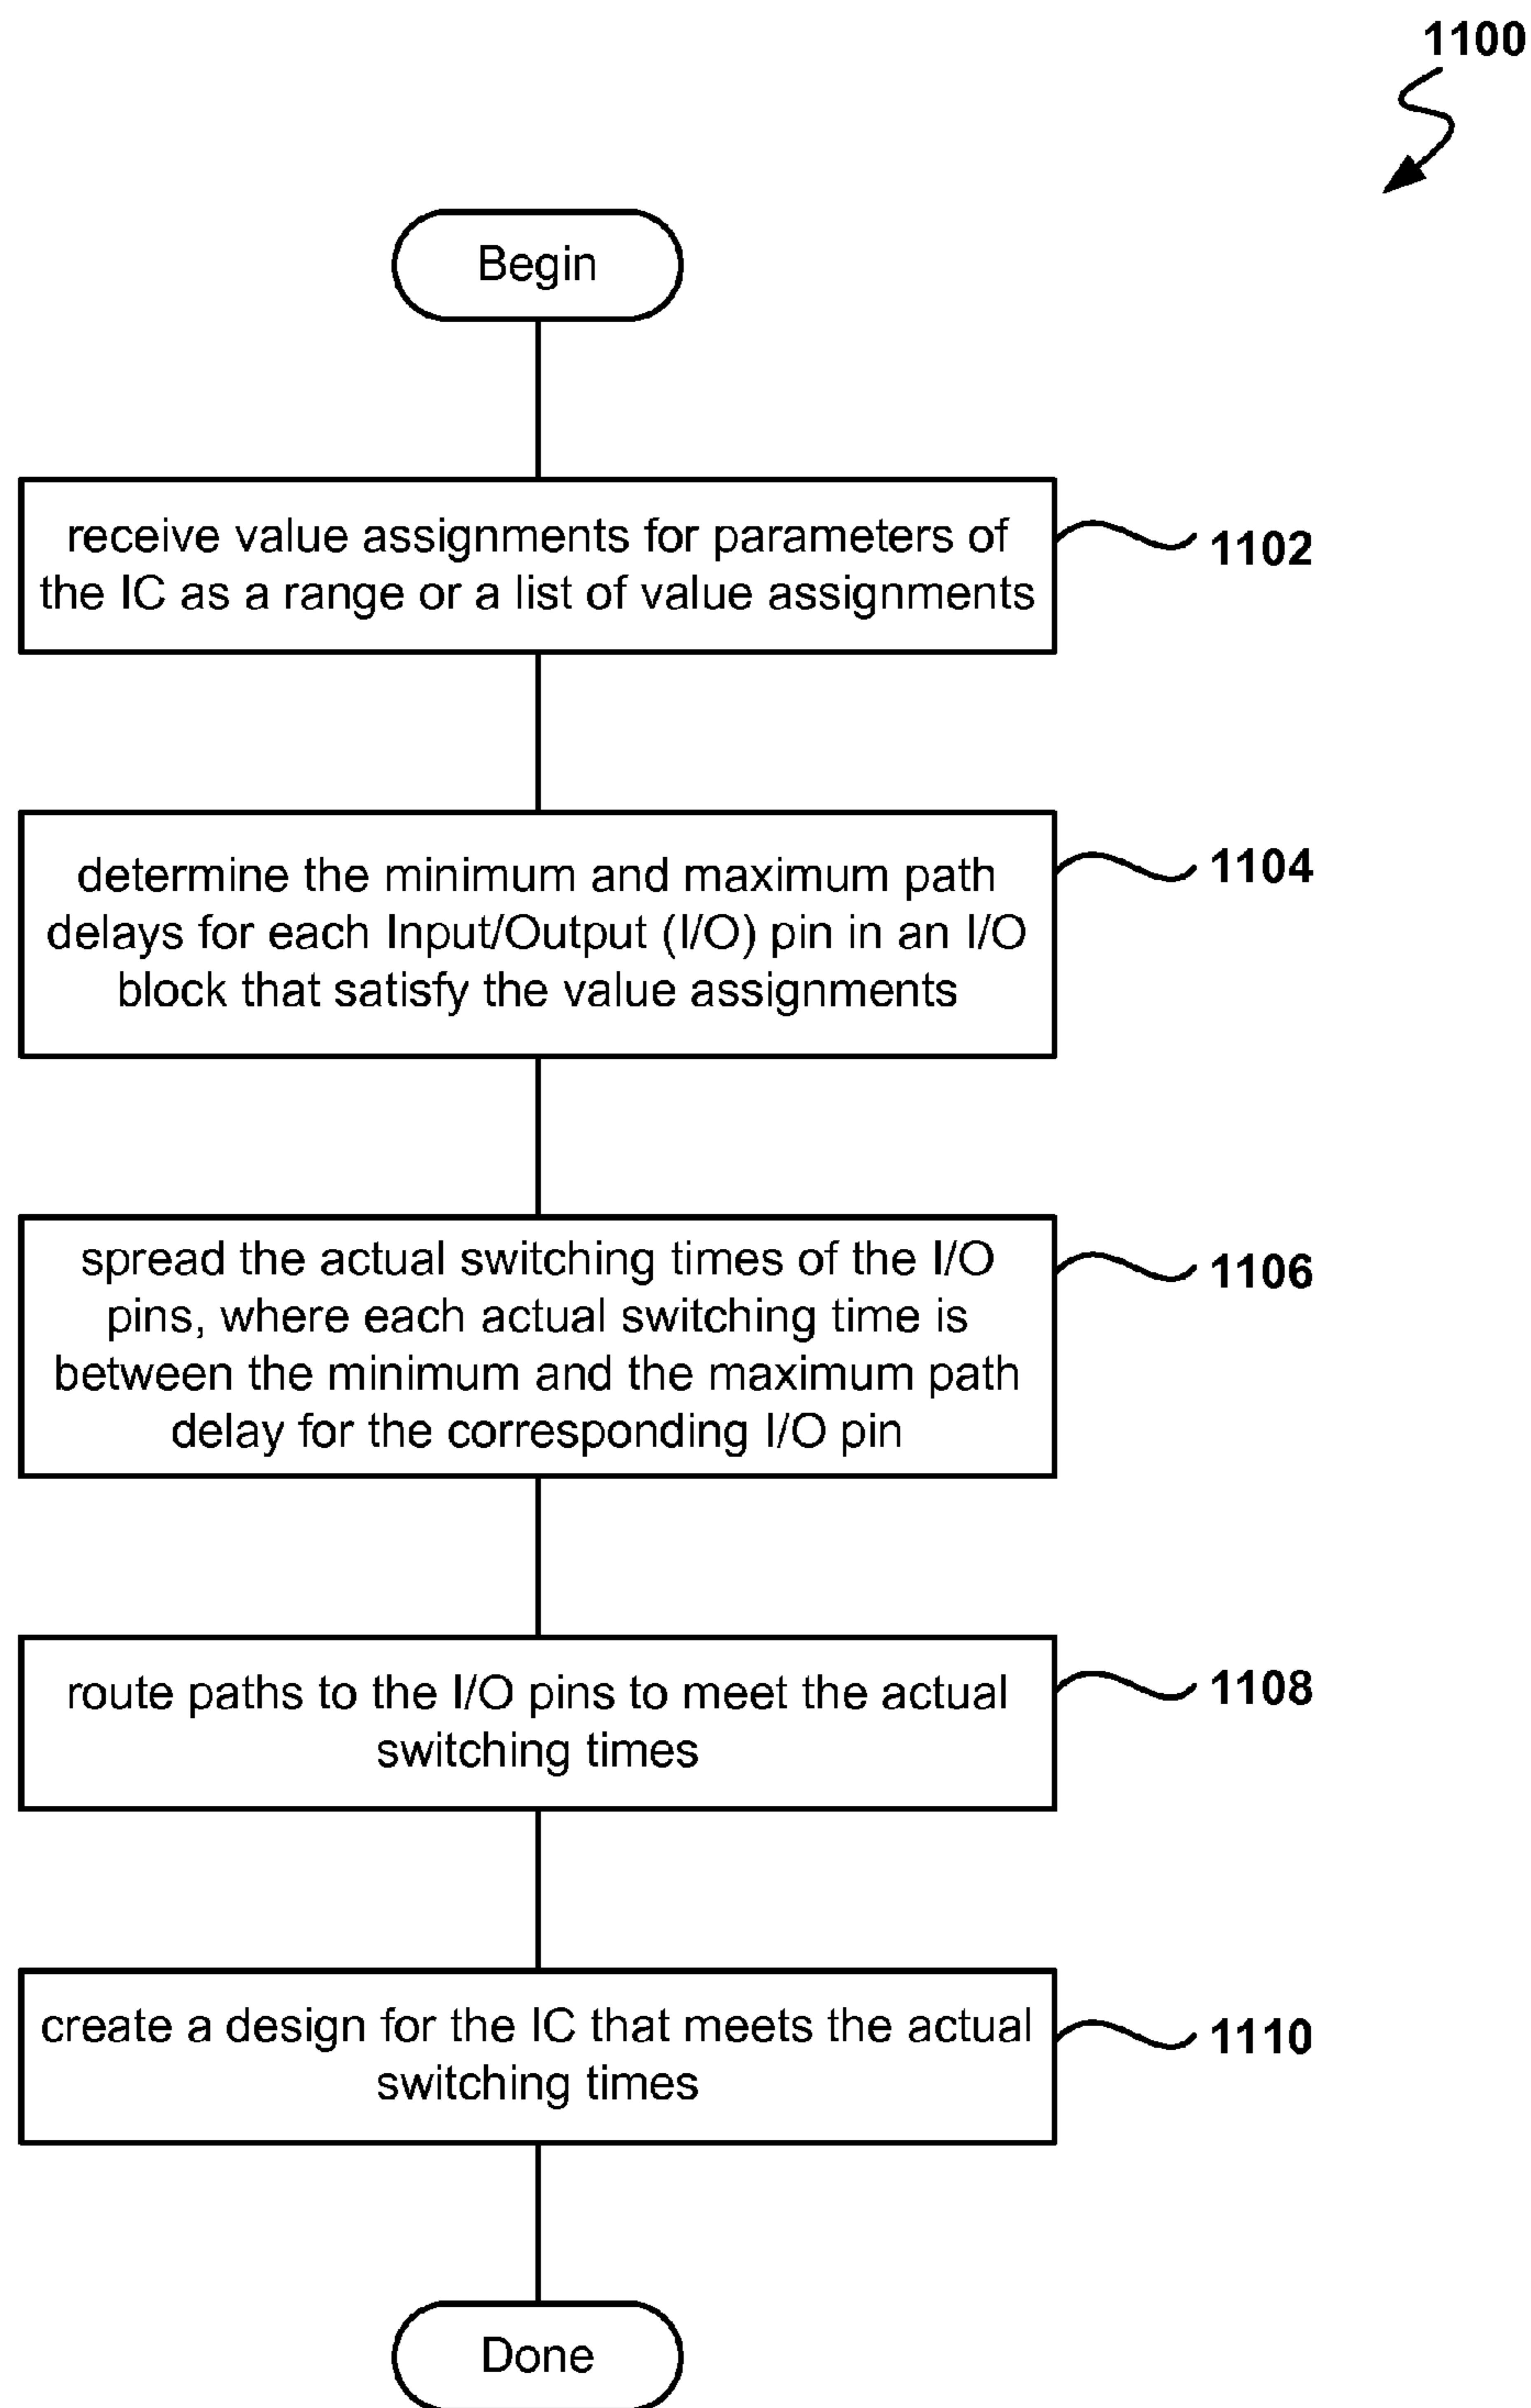 1100
Begin
receive value assignments for parameters of
the IC as a range or a list of value assignments
1102
determine the minimum and maximum path
delays for each Input/Output (I/O) pin in an I/O
block that satisfy the value assignments
1104
spread the actual switching times of the I/O
pins, where each actual switching time is
between the minimum and the maximum path
delay for the corresponding I/O pin
1106
route paths to the I/O pins to meet the actual
switching times
1108
create a design for the IC that meets the actual
switching times
1110
Done